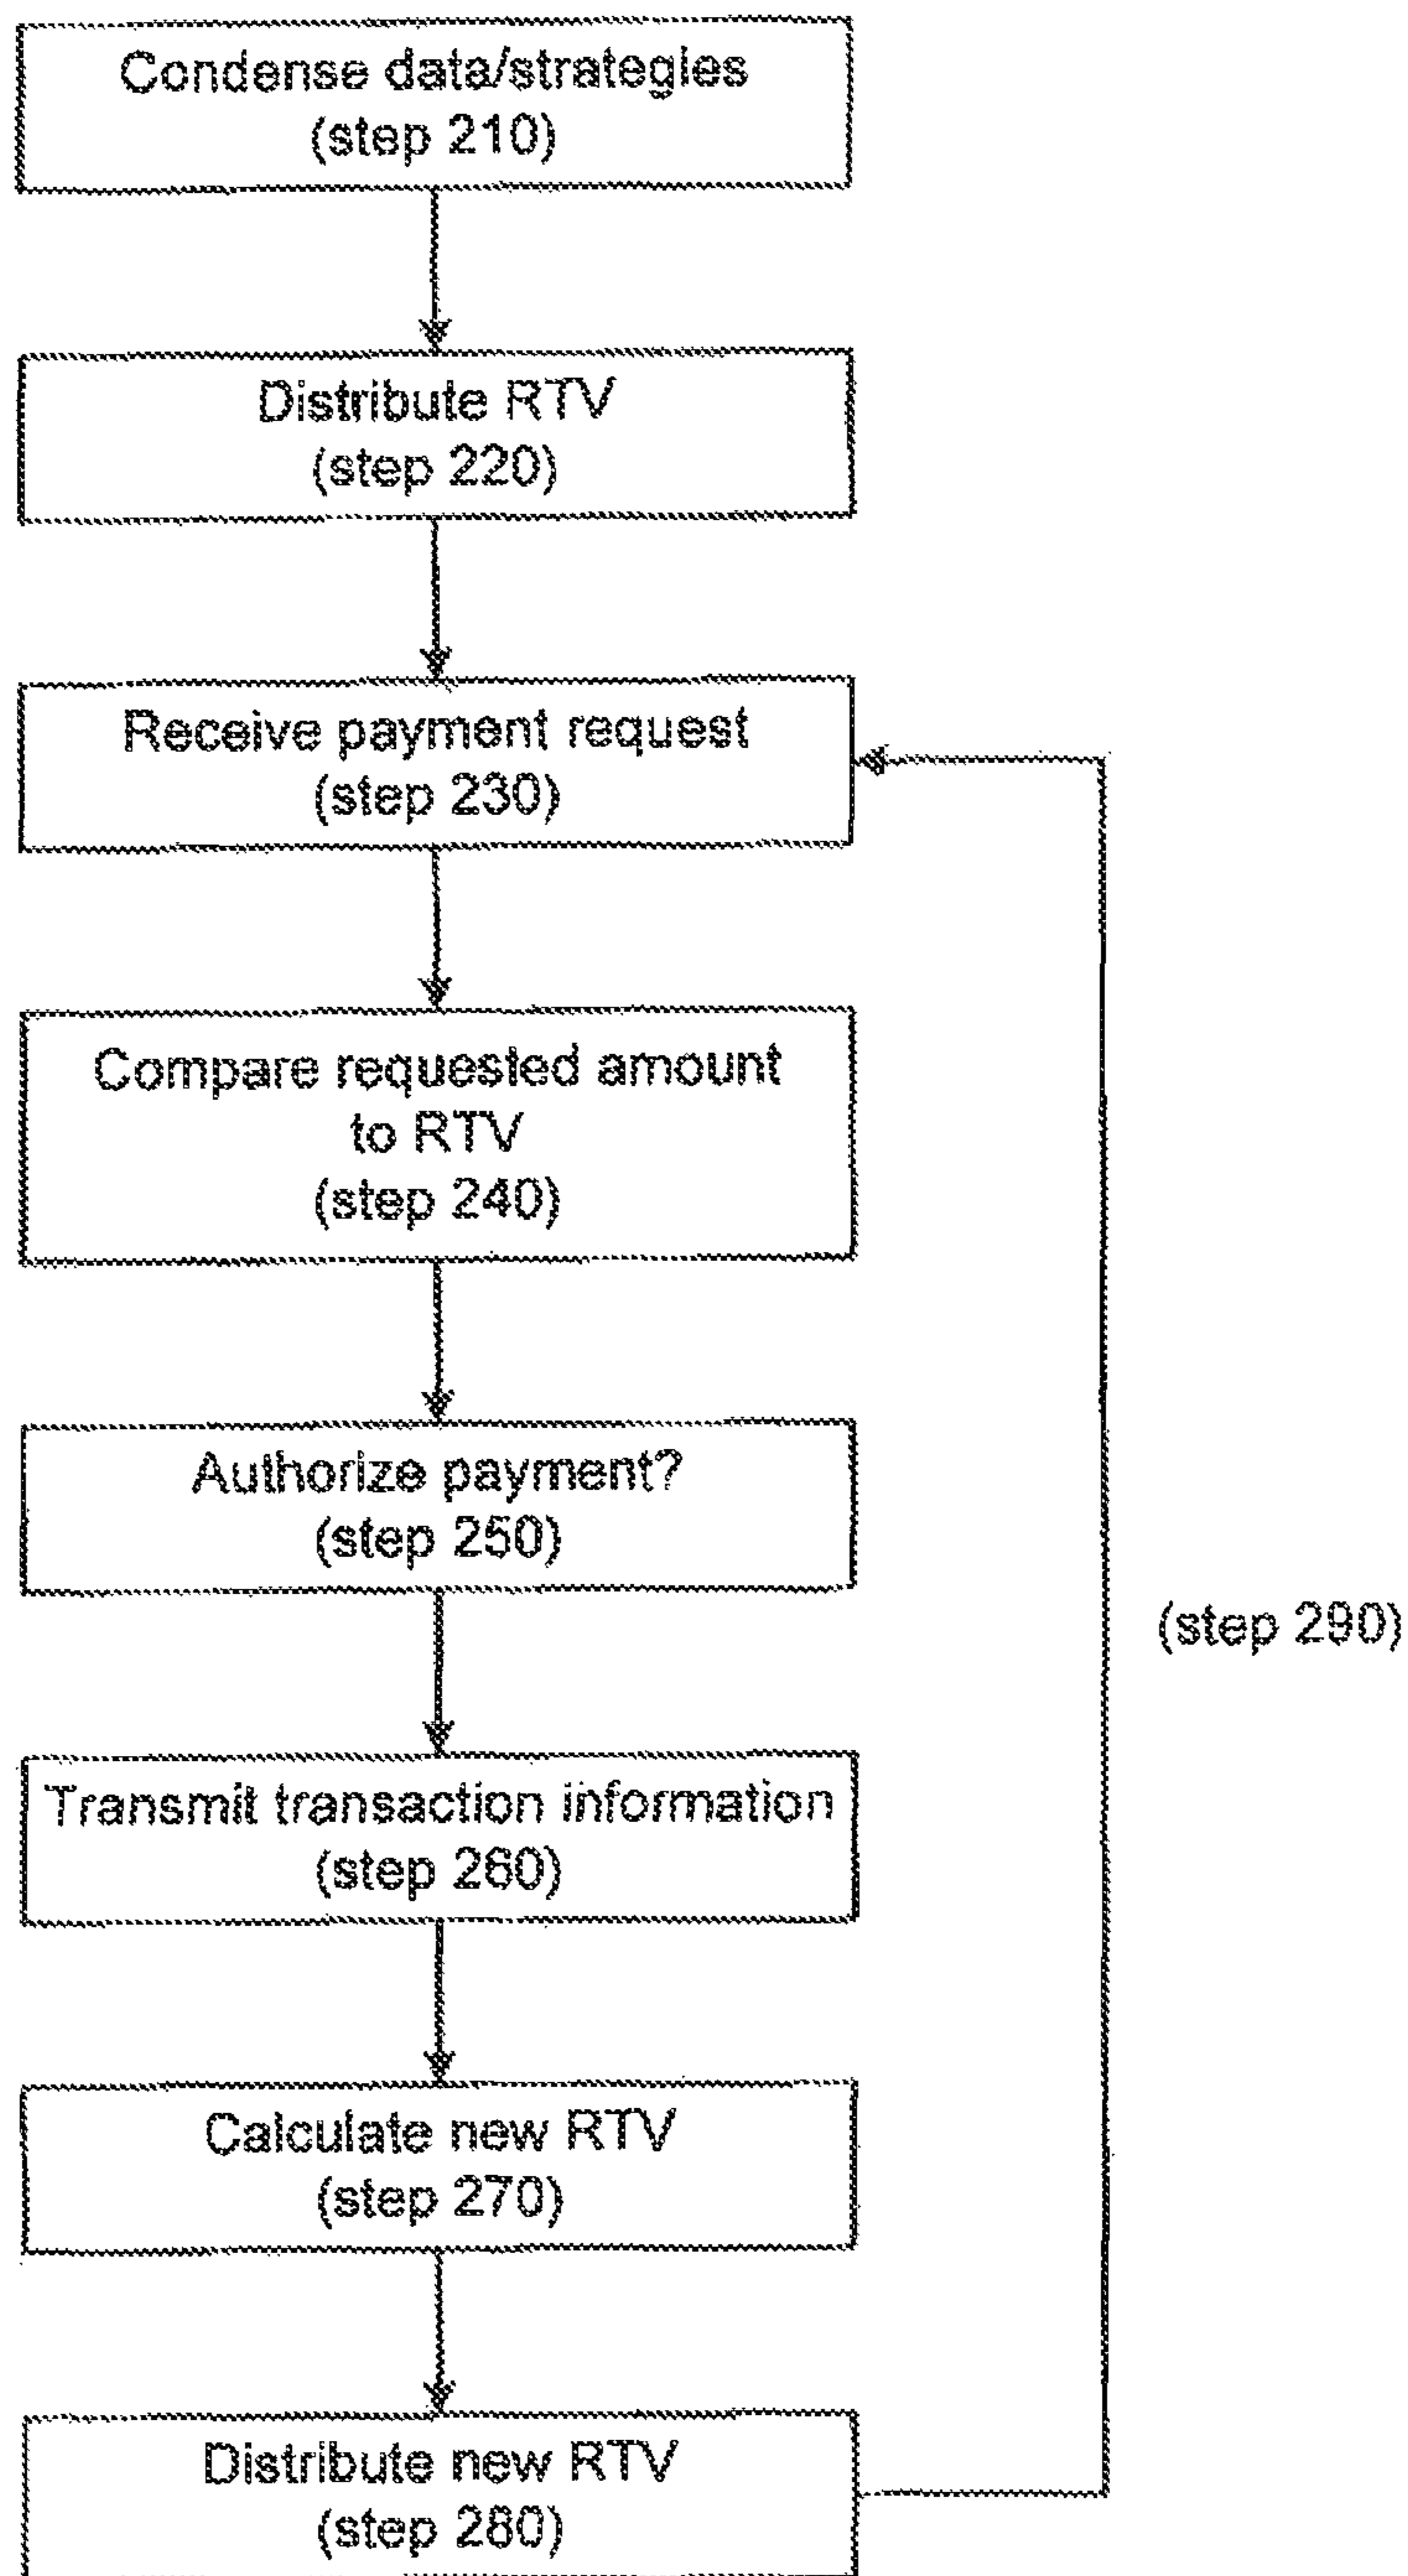 Condense data/strategies
(step 210)
Distribute RTV
(step 220)
Receive payment request
(step 230)
Compare requested amount
to RTV
(step 240)
Authorize payment?
(step 250)
(step 290)
Transmit transaction information
(step 260)
Calculate new RTV
(step 270)
Distribute new RTV
(step 280)